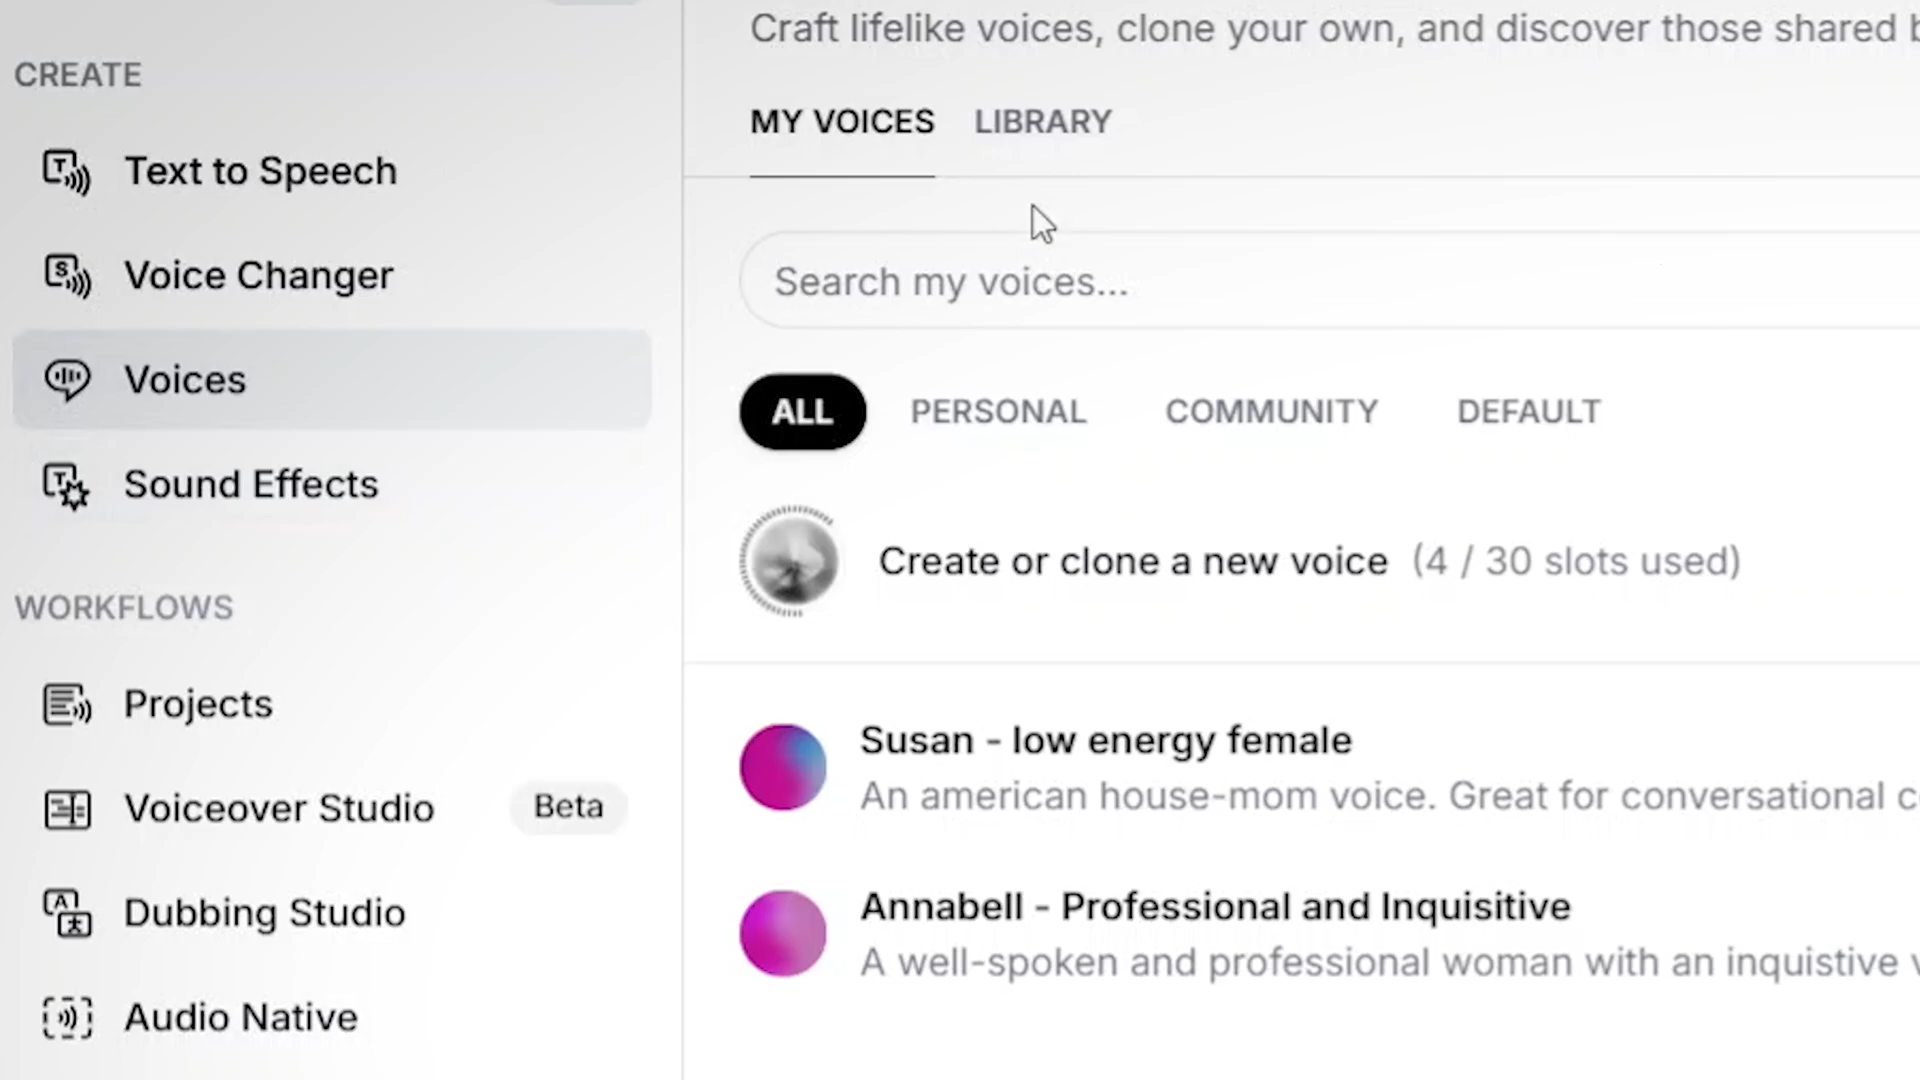 CREATE
Text to Speech
Voice Changer
Voices
Sound Effects
WORKFLOWS
Projects
Voiceover Studio
Beta
Dubbing Studio
Audio Native
Craft lifelike voices, clone your own, and discover those shared
MY VOICES
LIBRARY
Search my voices...
ALL
PERSONAL
COMMUNITY
DEFAULT
Create or clone a new voice (4 / 30 slots used)
Susan - low energy female
An american house-mom voice. Great for conversational
Annabell - Professional and Inquisitive
A well-spoken and professional woman with an inquistive